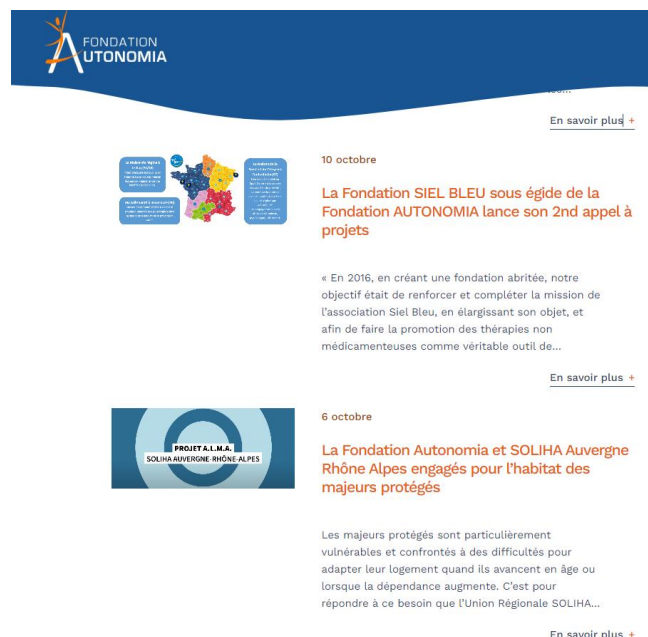 FONDATION
AUTONOMIA
En savoir plus +
10 octobre
La Fondation SIEL BLEU sous égide de la
Fondation AUTONOMIA lance son 2nd appel à
projets
« En 2016, en créant une fondation abritée, notre
objectif était de renforcer et compléter la mission de
l’association Siel Bleu, en élargissant son objet, et
afin de faire la promotion des thérapies non
médicamenteuses comme véritable outil de...
En savoir plus +
6 octobre
PROJET A.L.M.A.
SOLIHA AUVERGNE-RHÔNE-ALPES
La Fondation Autonomia et SOLIHA Auvergne
Rhône Alpes engagés pour l’habitat des
majeurs protégés
Les majeurs protégés sont particulièrement
vulnérables et confrontés à des difficultés pour
adapter leur logement quand ils avancent en âge ou
lorsque la dépendance augmente. C’est pour
répondre à ce besoin que l’Union Régionale SOLIHA...
En savoir plus +